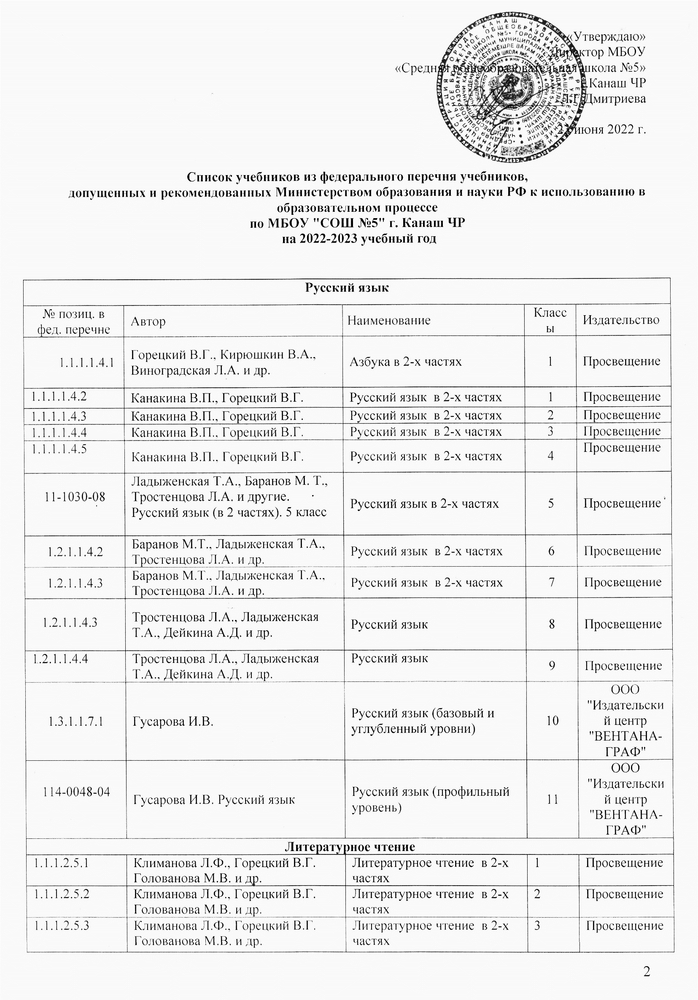 «Утверждаю»
Директор МБОУ
«Средняя общеобразовательная школа №5»
г.Канаш ЧР
Дмитриева
июня 2022 г.
Список учебников из федерального перечня учебников,
допущенных и рекомендованных Министерством образования и науки РФ к использованию в
образовательном процессе
по МБОУ "СОШ №5" г. Канаш ЧР
на 2022-2023 учебный год
Русский язык
№ позиц. в
фед. перечне
Автор
Наименование
Класс
ы
Издательство
1.1.1.1.4.1
Горецкий В.Г., Кирюшкин В.А.,
Виноградская Л.А. и др.
Азбука в 2-х частях
1
Просвещение
1.1.1.1.4.2
Канакина В.П., Горецкий В.Г.
Русский язык в 2-х частях
1
Просвещение
1.1.1.1.4.3
Канакина В.П., Горецкий В.Г.
Русский язык в 2-х частях
2
Просвещение
1.1.1.1.4.4
Канакина В.П., Горецкий В.Г.
Русский язык в 2-х частях
3
Просвещение
1.1.1.1.4.5
Канакина В.П., Горецкий В.Г.
Русский язык в 2-х частях
4
Просвещение
11-1030-08
Ладыженская Т.А., Баранов М. Т.,
Тростенцова Л.А. и другие.
Русский язык (в 2 частях). 5 класс
Русский язык в 2-х частях
5
Просвещение
1.2.1.1.4.2
Баранов М.Т., Ладыженская Т.А.,
Тростенцова Л.А. и др.
Русский язык в 2-х частях
6
Просвещение
1.2.1.1.4.3
Баранов М.Т., Ладыженская Т.А.,
Тростенцова Л.А. и др.
Русский язык в 2-х частях
7
Просвещение
1.2.1.1.4.3
Тростенцова Л.А., Ладыженская
Т.А., Дейкина А.Д. и др.
Русский язык
8
Просвещение
1.2.1.1.4.4
Тростенцова Л.А., Ладыженская
Т.А., Дейкина А.Д. и др.
Русский язык
9
Просвещение
1.3.1.1.7.1
Гусарова И.В.
Русский язык (базовый и
углубленный уровни)
10
ООО
"Издательски
й центр
"ВЕНТАНА-
ГРАФ"
114-0048-04
Гусарова И.В. Русский язык
Русский язык (профильный
уровень)
11
ООО
"Издательски
й центр
"ВЕНТАНА-
ГРАФ"
Литературное чтение
1.1.1.2.5.1
Климанова Л.Ф., Горецкий В.Г.
Голованова М.В. и др.
Литературное чтение в 2-х
частях
1
Просвещение
1.1.1.2.5.2
Климанова Л.Ф., Горецкий В.Г.
Голованова М.В. и др.
Литературное чтение в 2-х
частях
2
Просвещение
1.1.1.2.5.3
Климанова Л.Ф., Горецкий В.Г.
Голованова М.В. и др.
Литературное чтение в 2-х
частях
3
Просвещение
2